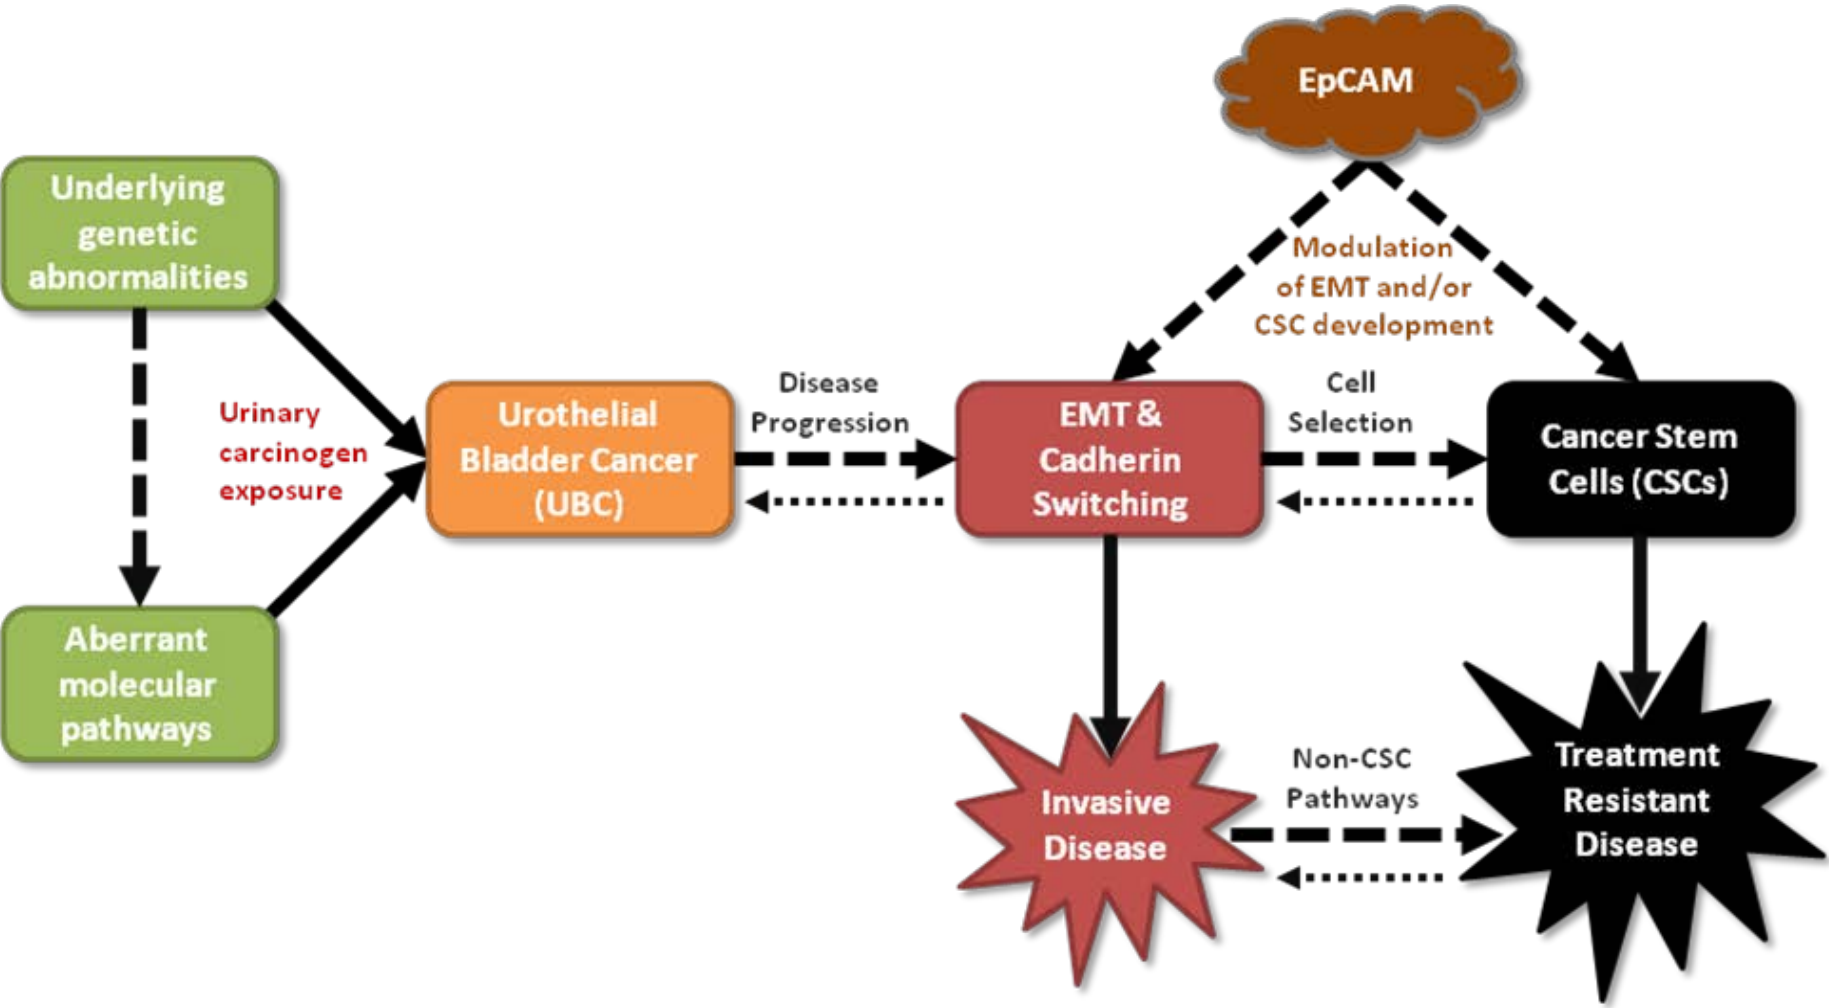 EpCAM
Underlying
genetic
abnormalities
Modulation
of EMT and/or
CSC development
Urinary
carcinogen
exposure
Urothelial
Bladder Cancer
(UBC)
Disease
Progression
EMT &
Cadherin
Switching
Cell
Selection
Cancer Stem
Cells (CSCs)
Aberrant
molecular
pathways
Invasive
Disease
Non-CSC
Pathways
Treatment
Resistant
Disease